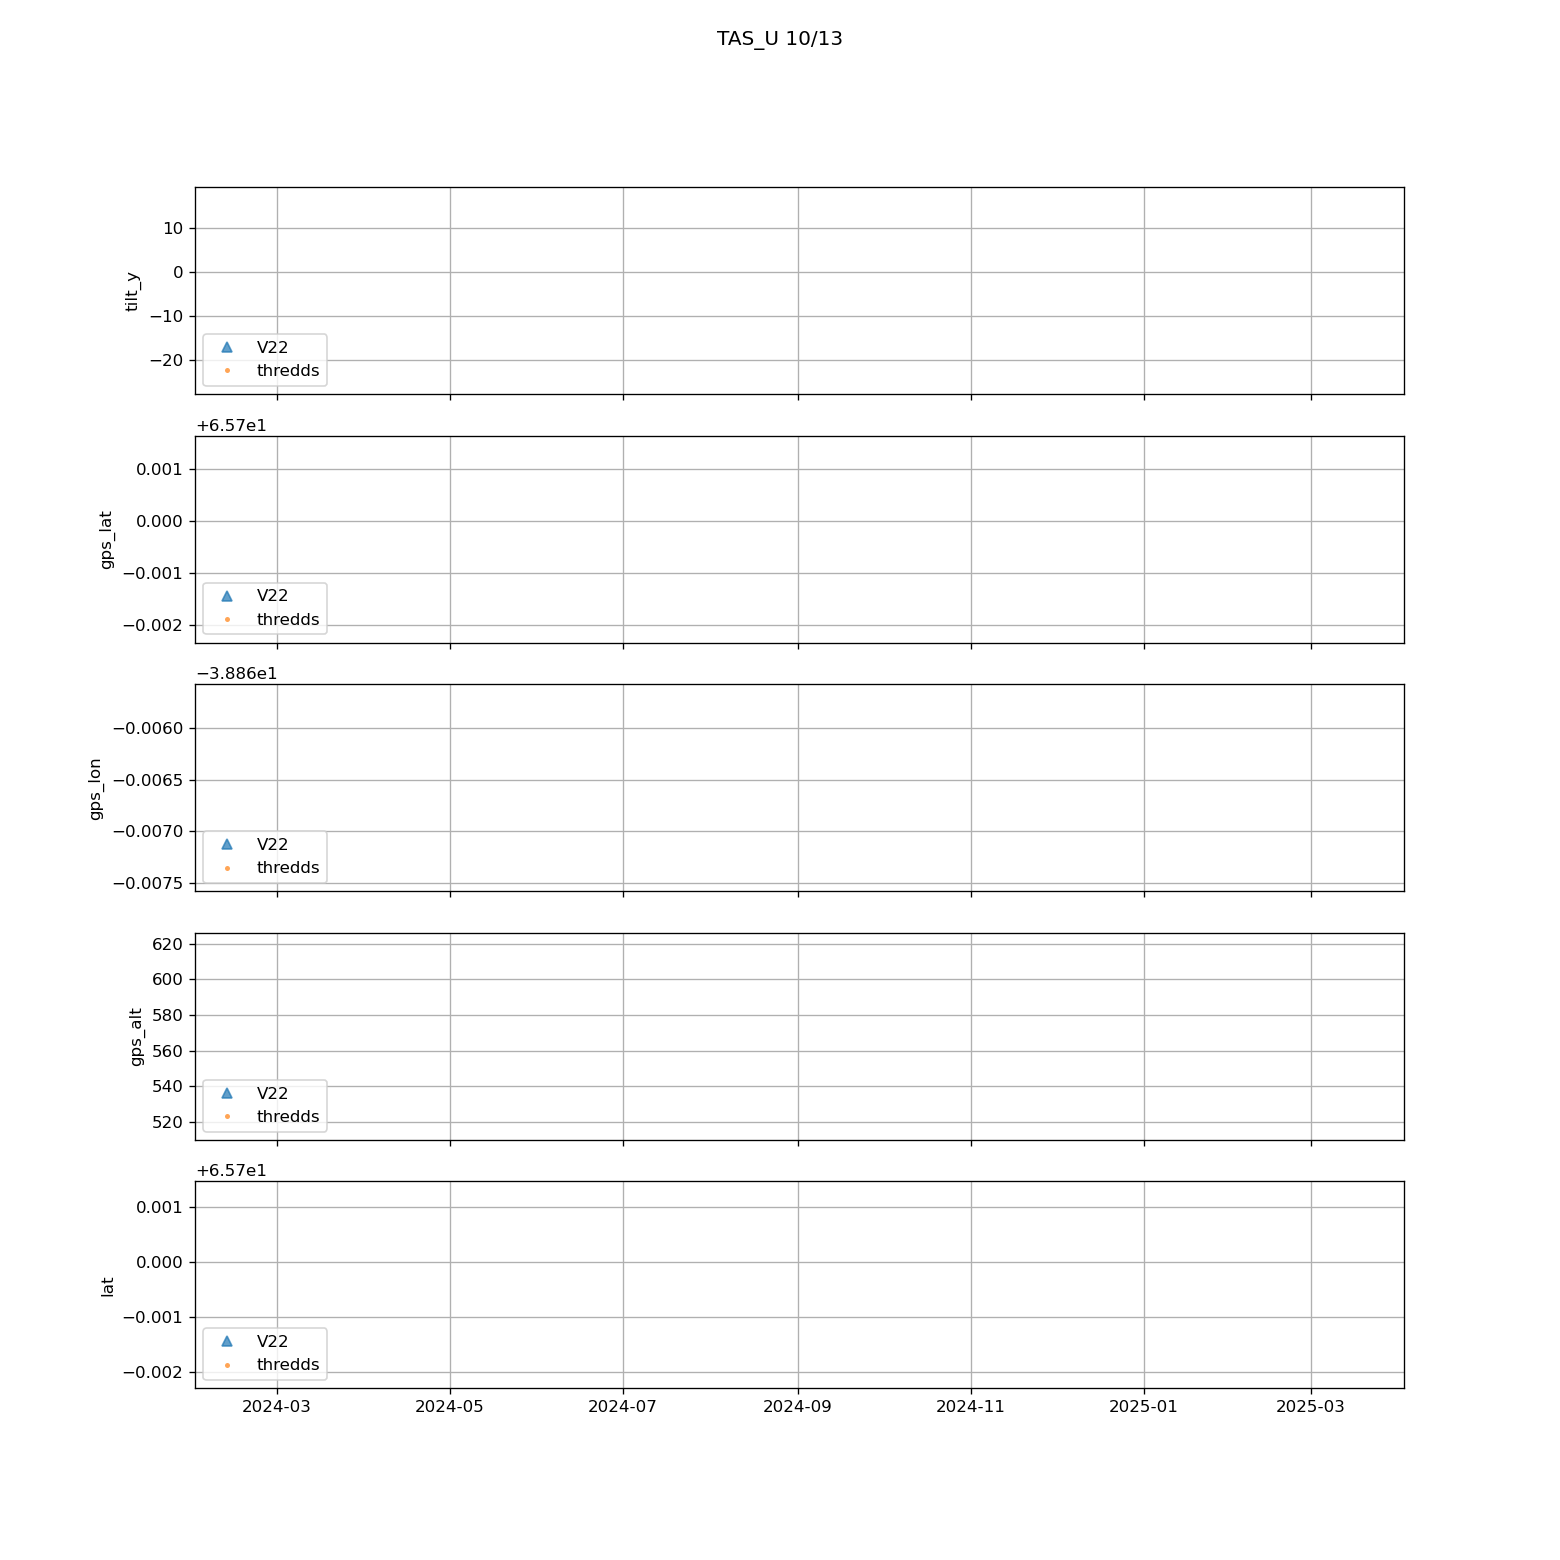 TAS_U 10/13
10
0
−10
−20
tilt_y
V22
thredds
+6.57e1
0.001
0.000
−0.001
−0.002
gps_lat
V22
thredds
−3.886e1
−0.0060
−0.0065
−0.0070
−0.0075
gps_lon
V22
thredds
620
600
580
560
540
520
gps_alt
V22
thredds
+6.57e1
0.001
0.000
−0.001
−0.002
lat
V22
thredds
2024-03 2024-05 2024-07 2024-09 2024-11 2025-01 2025-03